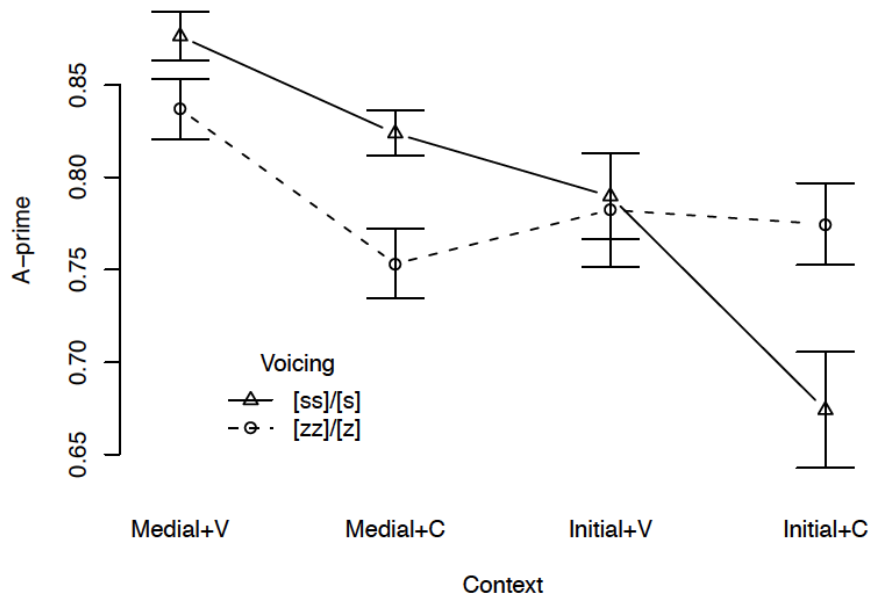 A-prime
0.85
0.80
0.75
0.70
0.65
Voicing
[ss]/[s]
[zz]/[z]
Medial+V Medial+C Initial+V Initial+C
Context